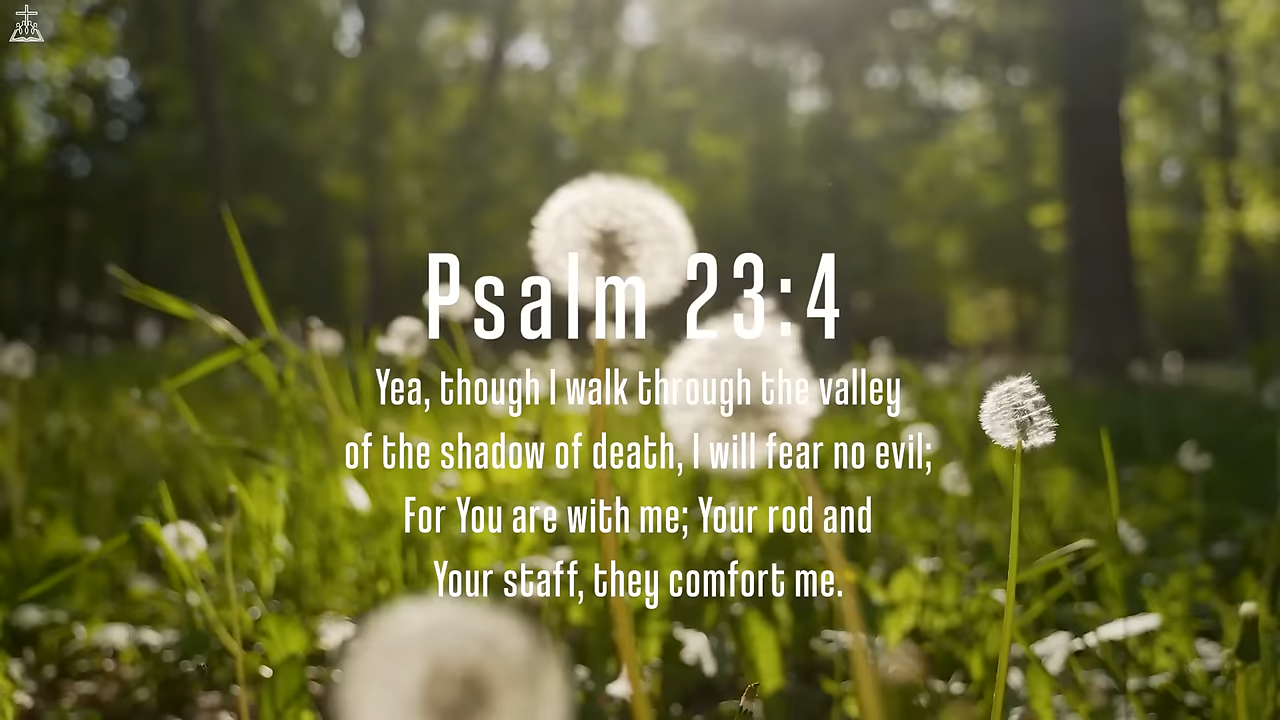 Psalm 23:4
Yea, though I walk through the valley
of the shadow of death, I will fear no evil;
For You are with me; Your rod and
Your staff, they comfort me.